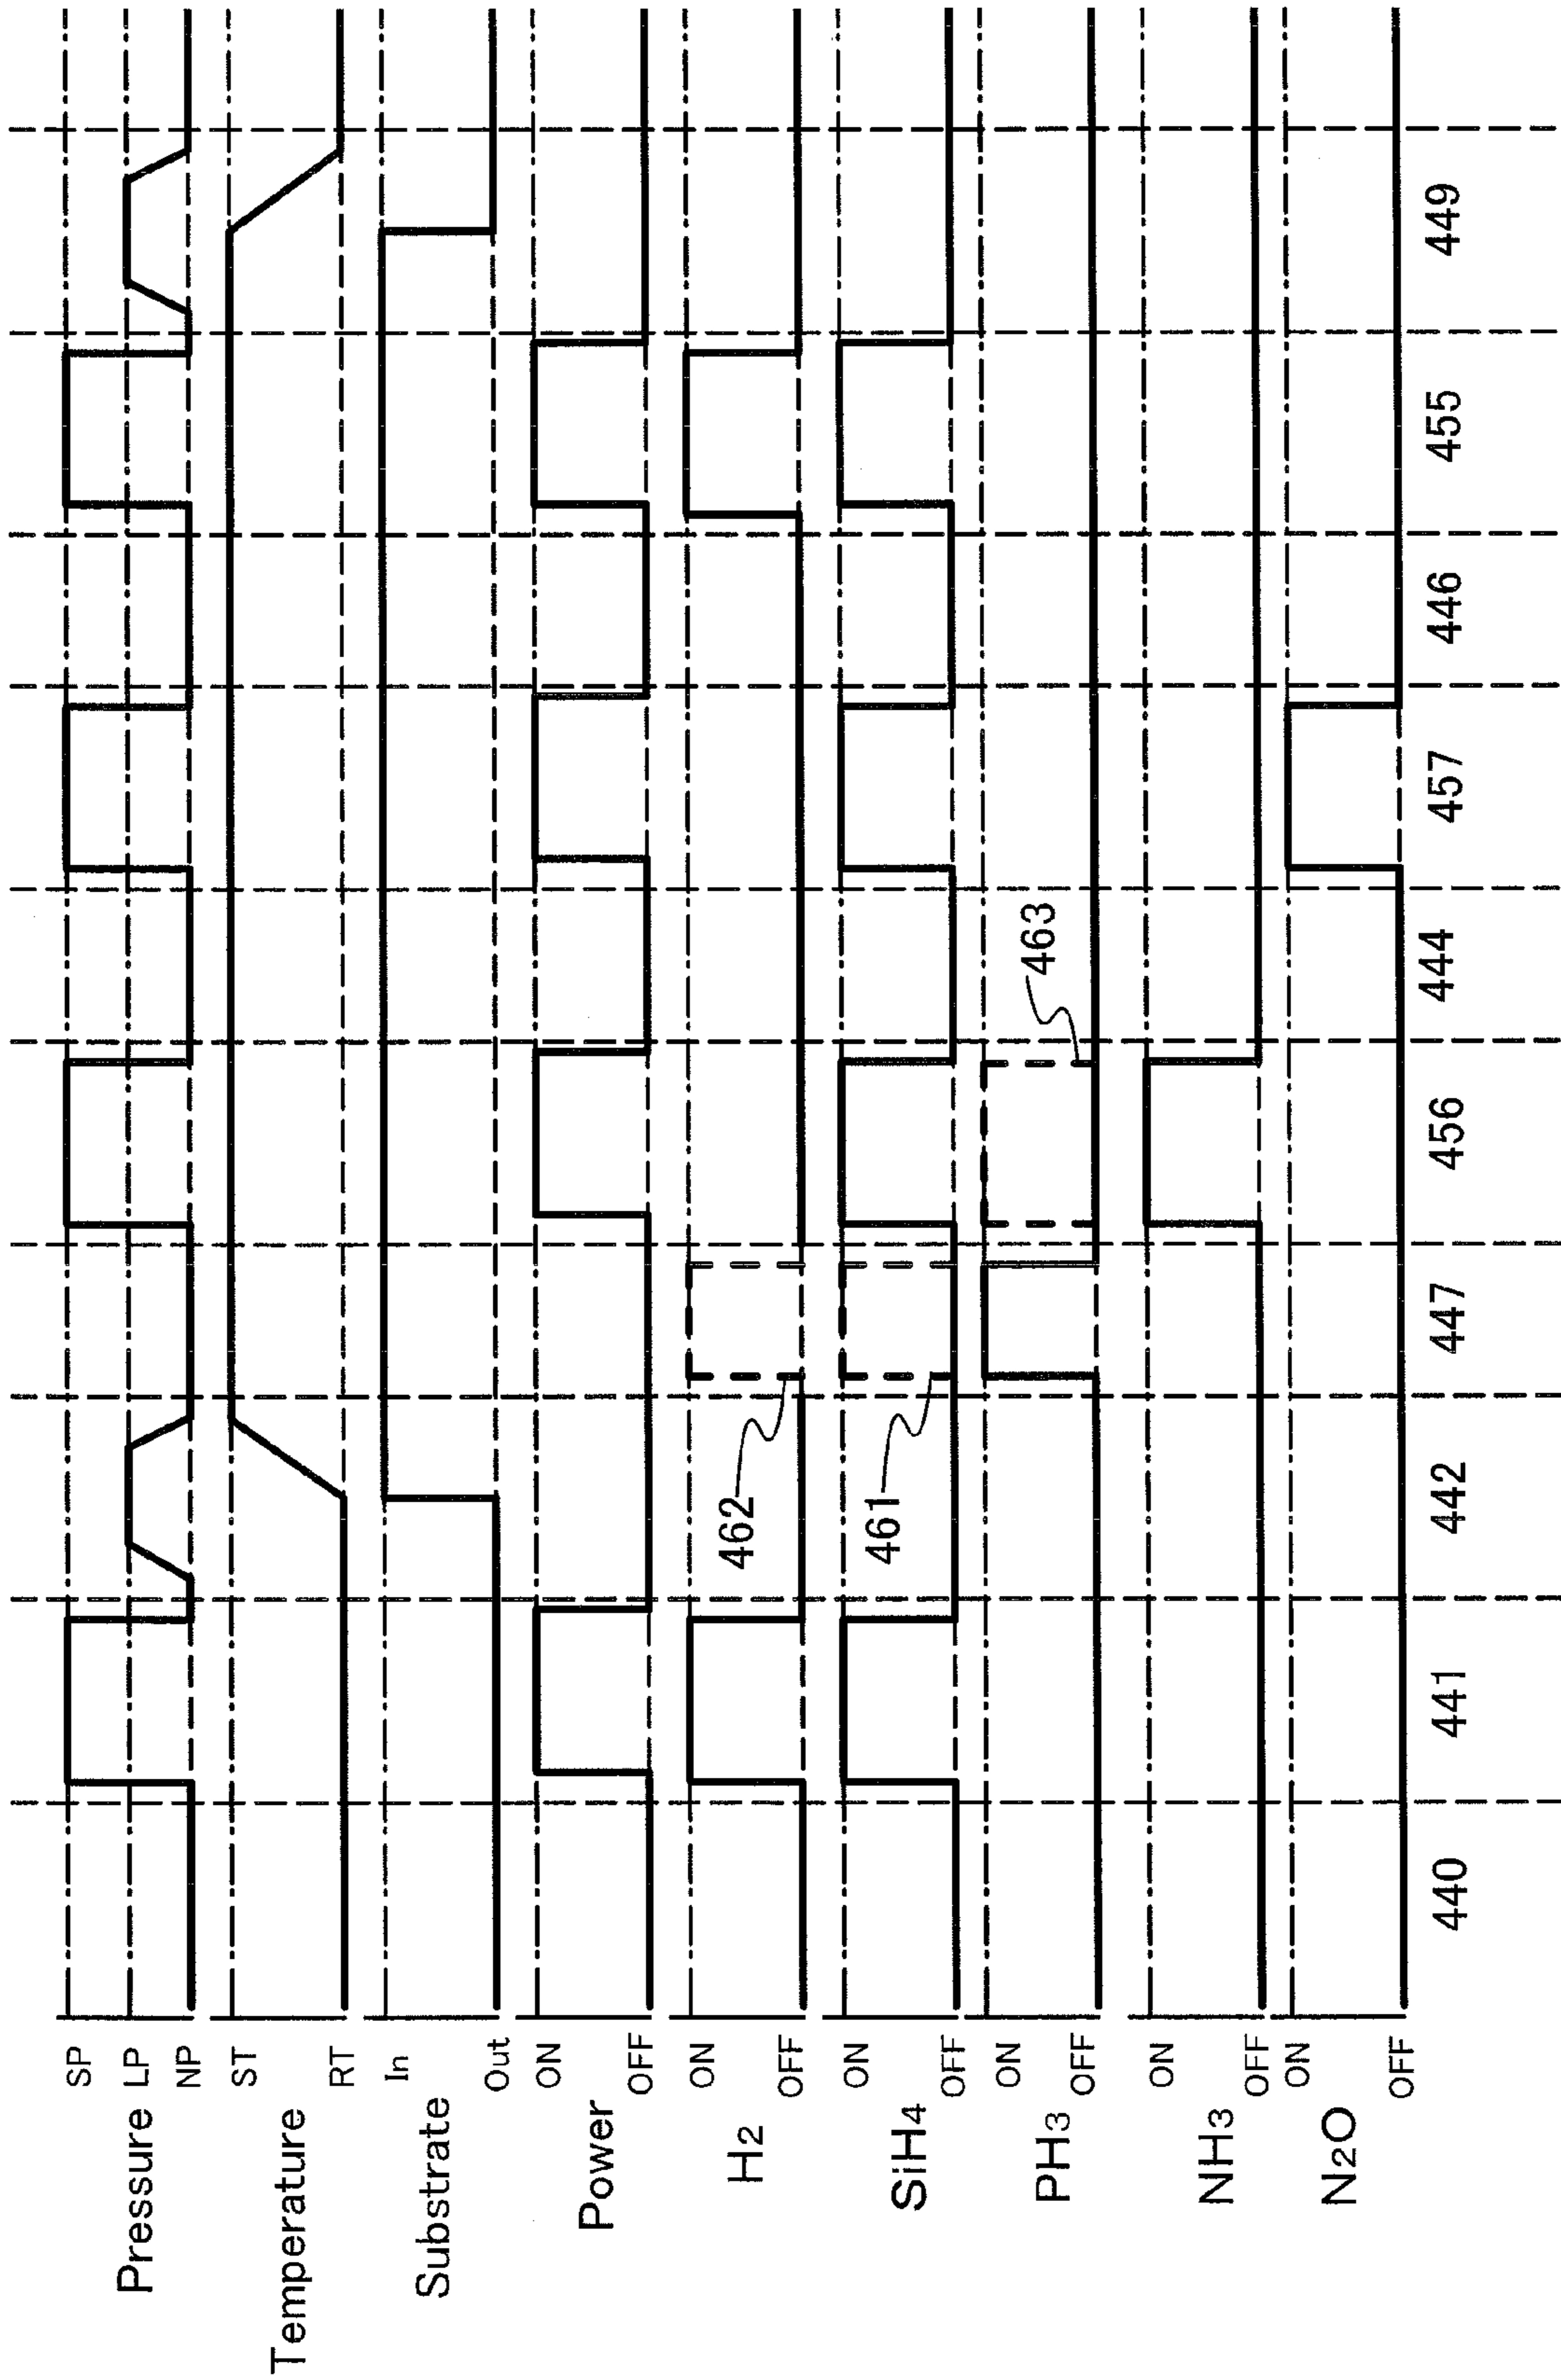 Pressure
SP
LP
NP
Temperature
ST
RT
Substrate
In
Out
Power
ON
OFF
H2
ON
OFF
462
SiH4
ON
OFF
461
PH3
ON
OFF
463
NH3
ON
OFF
N2O
ON
OFF
440 441 442 447 456 444 457 446 455 449